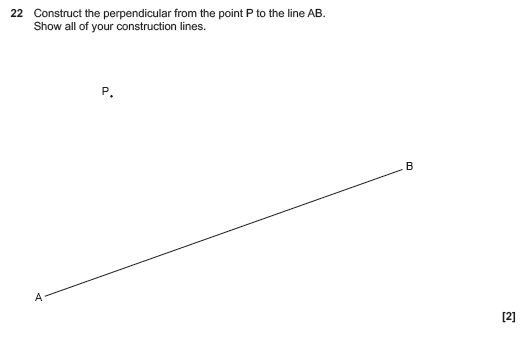 22 Construct the perpendicular from the point P to the line AB.
Show all of your construction lines.
P
B
A
[2]